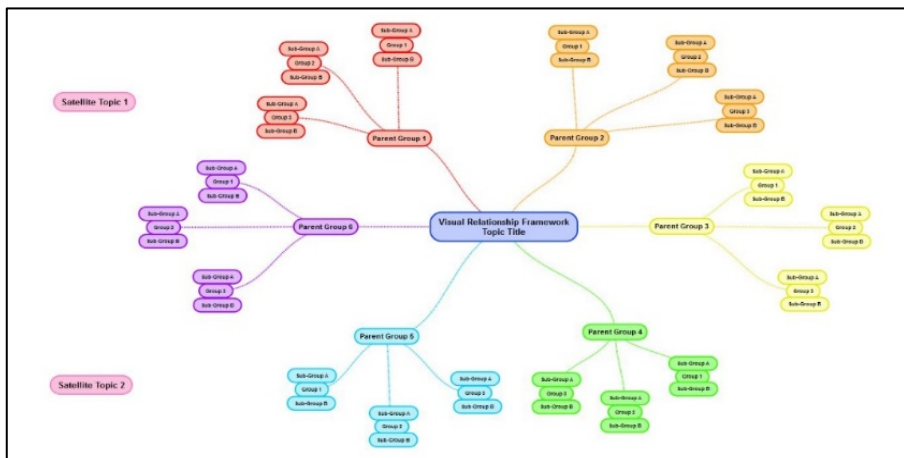 Satellite Topic 1
Sub-Group A
Group 1
Sub-Group B
Sub-Group A
Group 2
Sub-Group B
Sub-Group A
Group 3
Sub-Group B
Parent Group 1
Sub-Group A
Group 1
Sub-Group B
Sub-Group A
Group 2
Sub-Group B
Sub-Group A
Group 3
Sub-Group B
Parent Group 2
Sub-Group A
Group 1
Sub-Group B
Sub-Group A
Group 2
Sub-Group B
Sub-Group A
Group 3
Sub-Group B
Parent Group 6
Visual Relationship Framework
Topic Title
Parent Group 3
Sub-Group A
Group 1
Sub-Group B
Sub-Group A
Group 2
Sub-Group B
Sub-Group A
Group 3
Sub-Group B
Satellite Topic 2
Parent Group 5
Sub-Group A
Group 1
Sub-Group B
Sub-Group A
Group 2
Sub-Group B
Sub-Group A
Group 3
Sub-Group B
Parent Group 4
Sub-Group A
Group 3
Sub-Group B
Sub-Group A
Group 2
Sub-Group B
Sub-Group A
Group 1
Sub-Group B